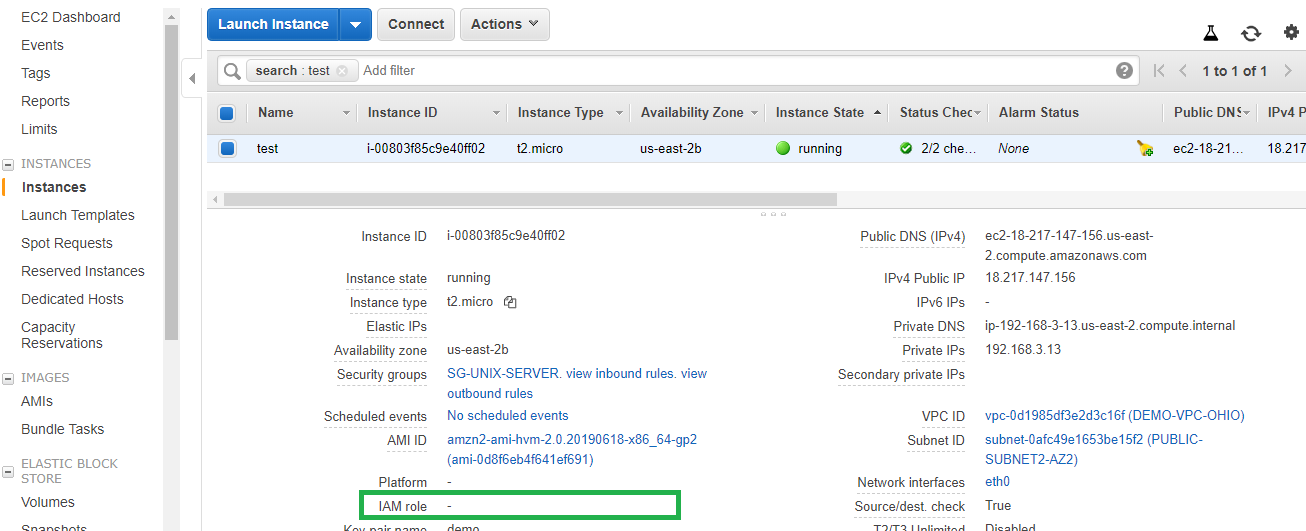 EC2 Dashboard
Events
Tags
Reports
Limits
INSTANCES
Instances
Launch Templates
Spot Requests
Reserved Instances
Dedicated Hosts
Capacity
Reservations
IMAGES
AMIs
Bundle Tasks
ELASTIC BLOCK
STORE
Volumes
Snapshots
Launch Instance Connect Actions
search : test Add filter 1 to 1 of 1
Name Instance ID Instance Type Availability Zone Instance State Status Chec Alarm Status Public DNS IPv4 P
test i-00803f85c9e40ff02 t2.micro us-east-2b running 2/2 che... None ec2-18-21... 18.217
Instance ID i-00803f85c9e40ff02
Instance state running
Instance type t2.micro
Elastic IPs
Availability zone us-east-2b
Security groups SG-UNIX-SERVER. view inbound rules. view
outbound rules
Scheduled events No scheduled events
AMI ID amzn2-ami-hvm-2.0.20190618-x86_64-gp2
(ami-0d8f6eb4f641ef691)
Platform -
IAM role -
Key pair name demo
Public DNS (IPv4) ec2-18-217-147-156.us-east-
2.compute.amazonaws.com
IPv4 Public IP 18.217.147.156
IPv6 IPs -
Private DNS ip-192-168-3-13.us-east-2.compute.internal
Private IPs 192.168.3.13
Secondary private IPs
VPC ID vpc-0d1985df3e2d3c16f (DEMO-VPC-OHIO)
Subnet ID subnet-0afc49e1653be15f2 (PUBLIC-
SUBNET2-AZ2)
Network interfaces eth0
Source/dest. check True
T2/T3 Unlimited Disabled